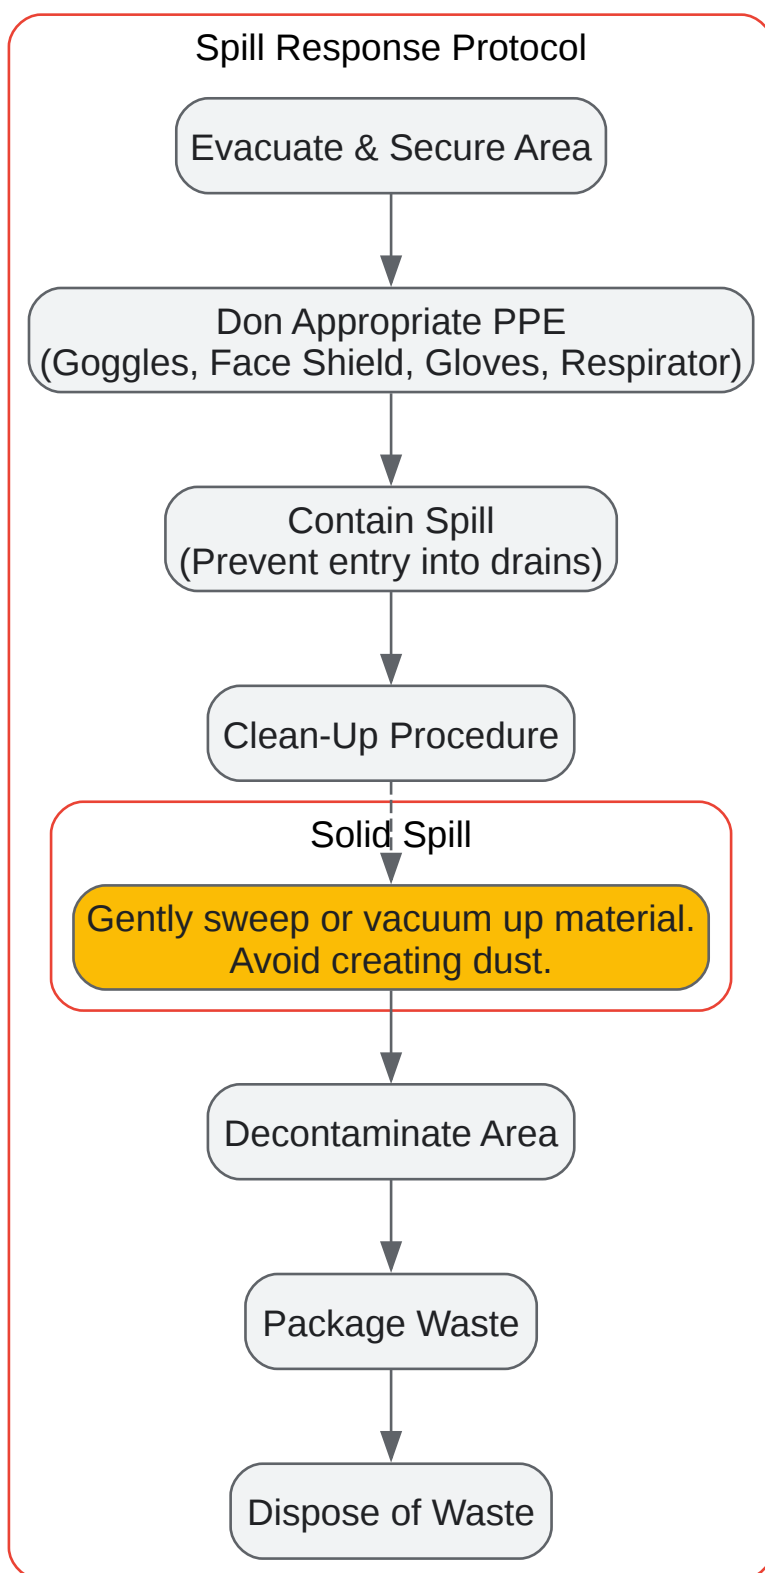 Spill Response Protocol
Evacuate & Secure Area
Don Appropriate PPE
(Goggles, Face Shield, Gloves, Respirator)
Contain Spill
(Prevent entry into drains)
Clean-Up Procedure
Solid Spill
Gently sweep or vacuum up material.
Avoid creating dust.
Decontaminate Area
Package Waste
Dispose of Waste